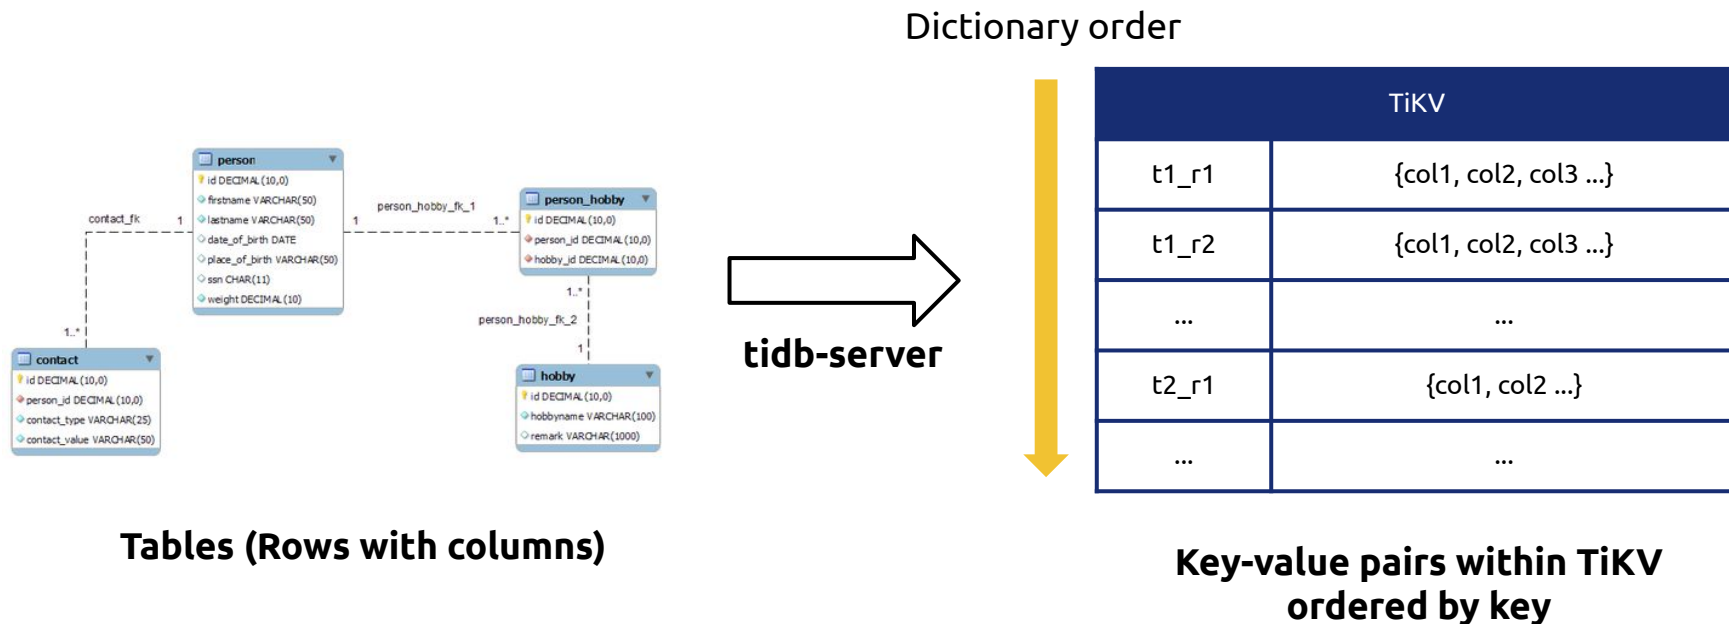 Dictionary order
person
id DECIMAL(10,0)
firstname VARCHAR(50)
lastname VARCHAR(50)
date_of_birth DATE
place_of_birth VARCHAR(50)
ssn CHAR(11)
weight DECIMAL(10)
contact_fk
1
1..*
contact
id DECIMAL(10,0)
person_id DECIMAL(10,0)
contact_type VARCHAR(25)
contact_value VARCHAR(50)
person_hobby_fk_1
1
1..*
person_hobby
id DECIMAL(10,0)
person_id DECIMAL(10,0)
hobby_id DECIMAL(10,0)
1..*
person_hobby_fk_2
1
hobby
id DECIMAL(10,0)
hobbyname VARCHAR(100)
remark VARCHAR(1000)
Tables (Rows with columns)
tidb-server
TiKV
t1_r1 {col1, col2, col3 ...}
t1_r2 {col1, col2, col3 ...}
... ...
t2_r1 {col1, col2 ...}
... ...
Key-value pairs within TiKV
ordered by key